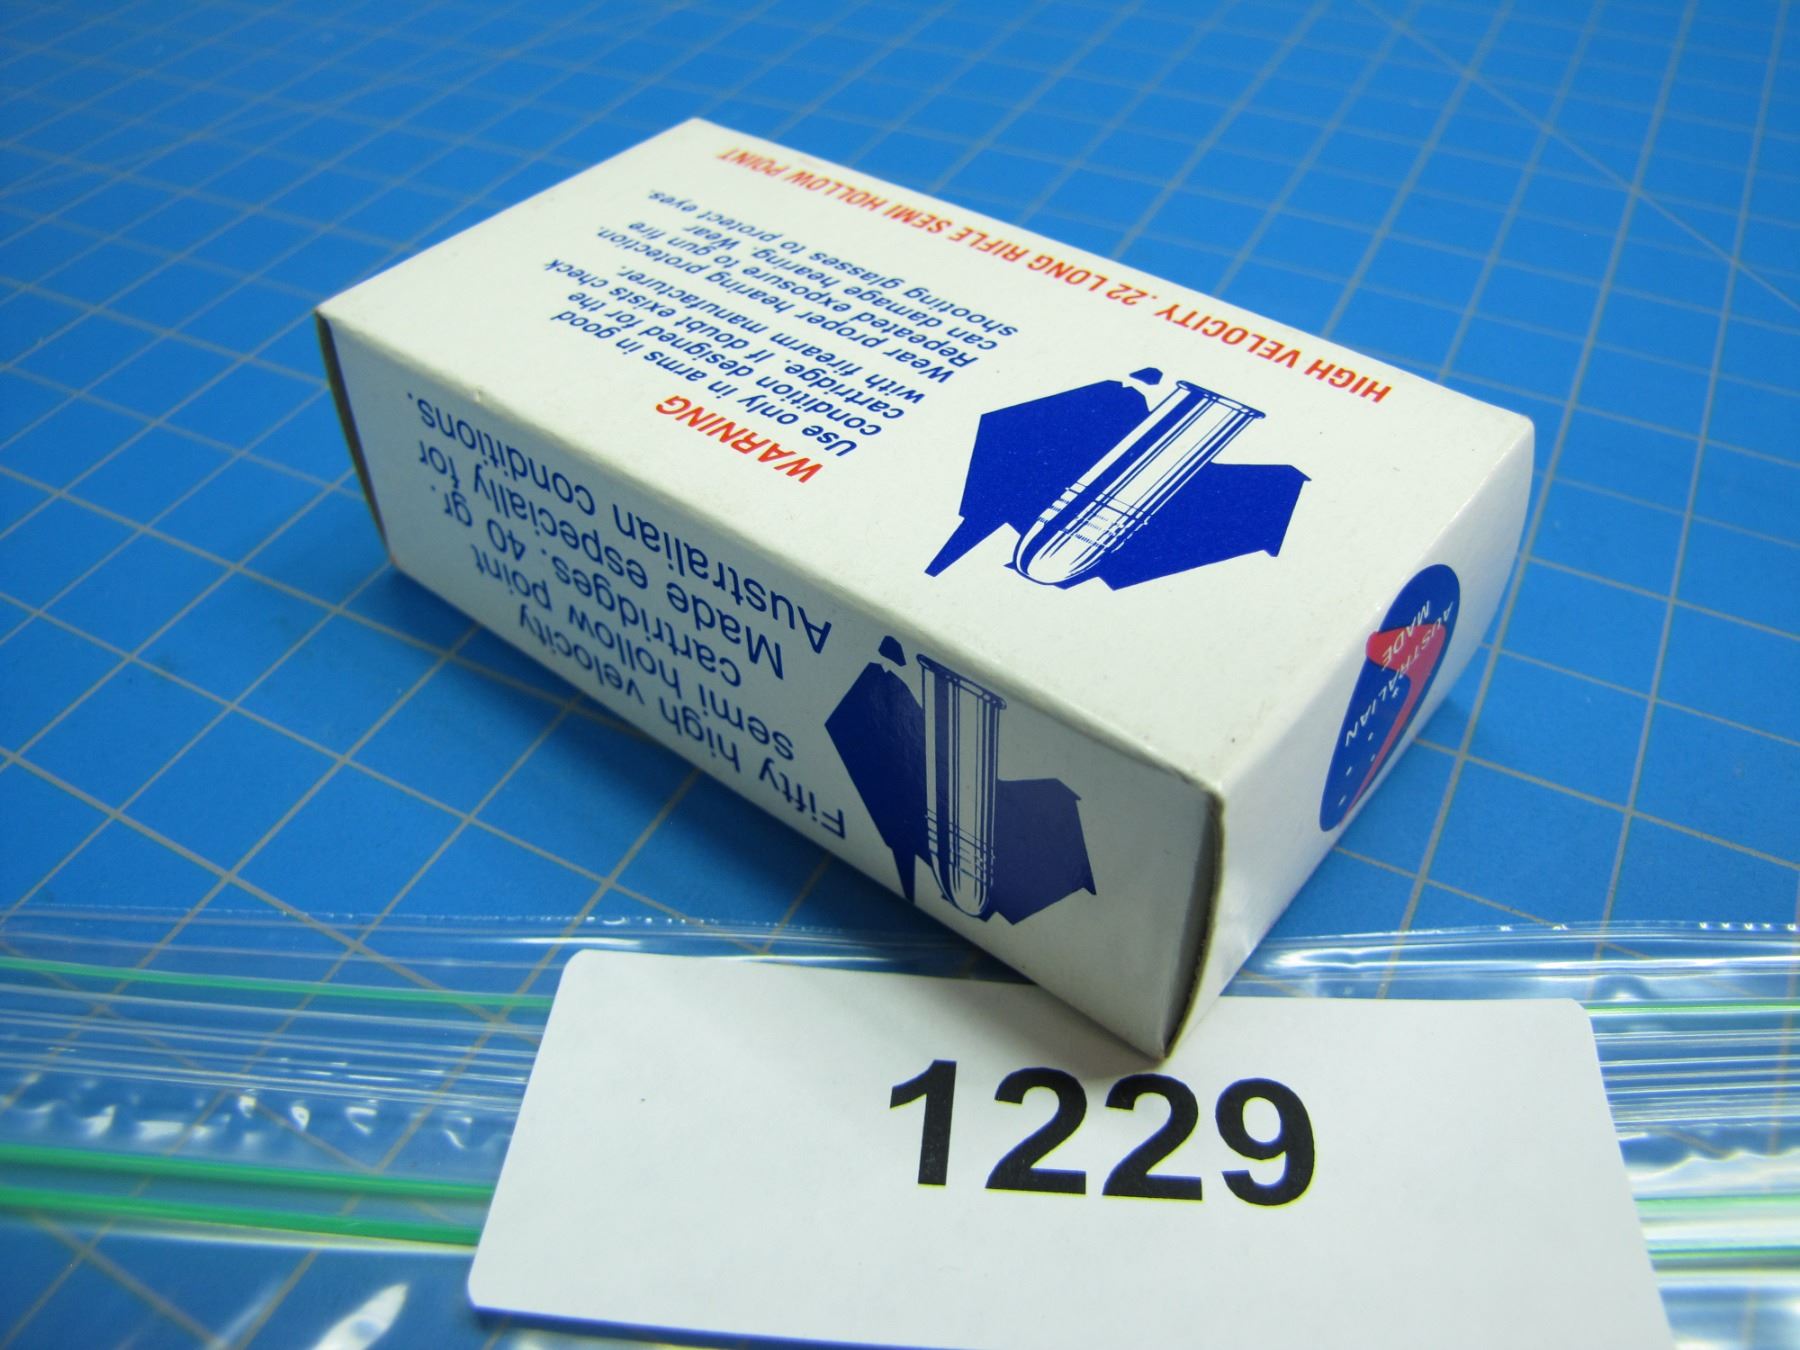 HIGH VELOCITY .22 LONG RIFLE SEMI HOLLOW POINT
WARNING
Use only in arms in good
condition designed for the
cartridge. If doubt exists check
with firearm manufacturer.
Wear proper hearing protection.
Repeated exposure to gun fire
can damage hearing. Wear
shooting glasses to protect eyes.
Fifty high velocity
semi hollow point
cartridges. 40 gr.
Made especially for
Australian conditions.
AUSTRALIAN
MADE
1229